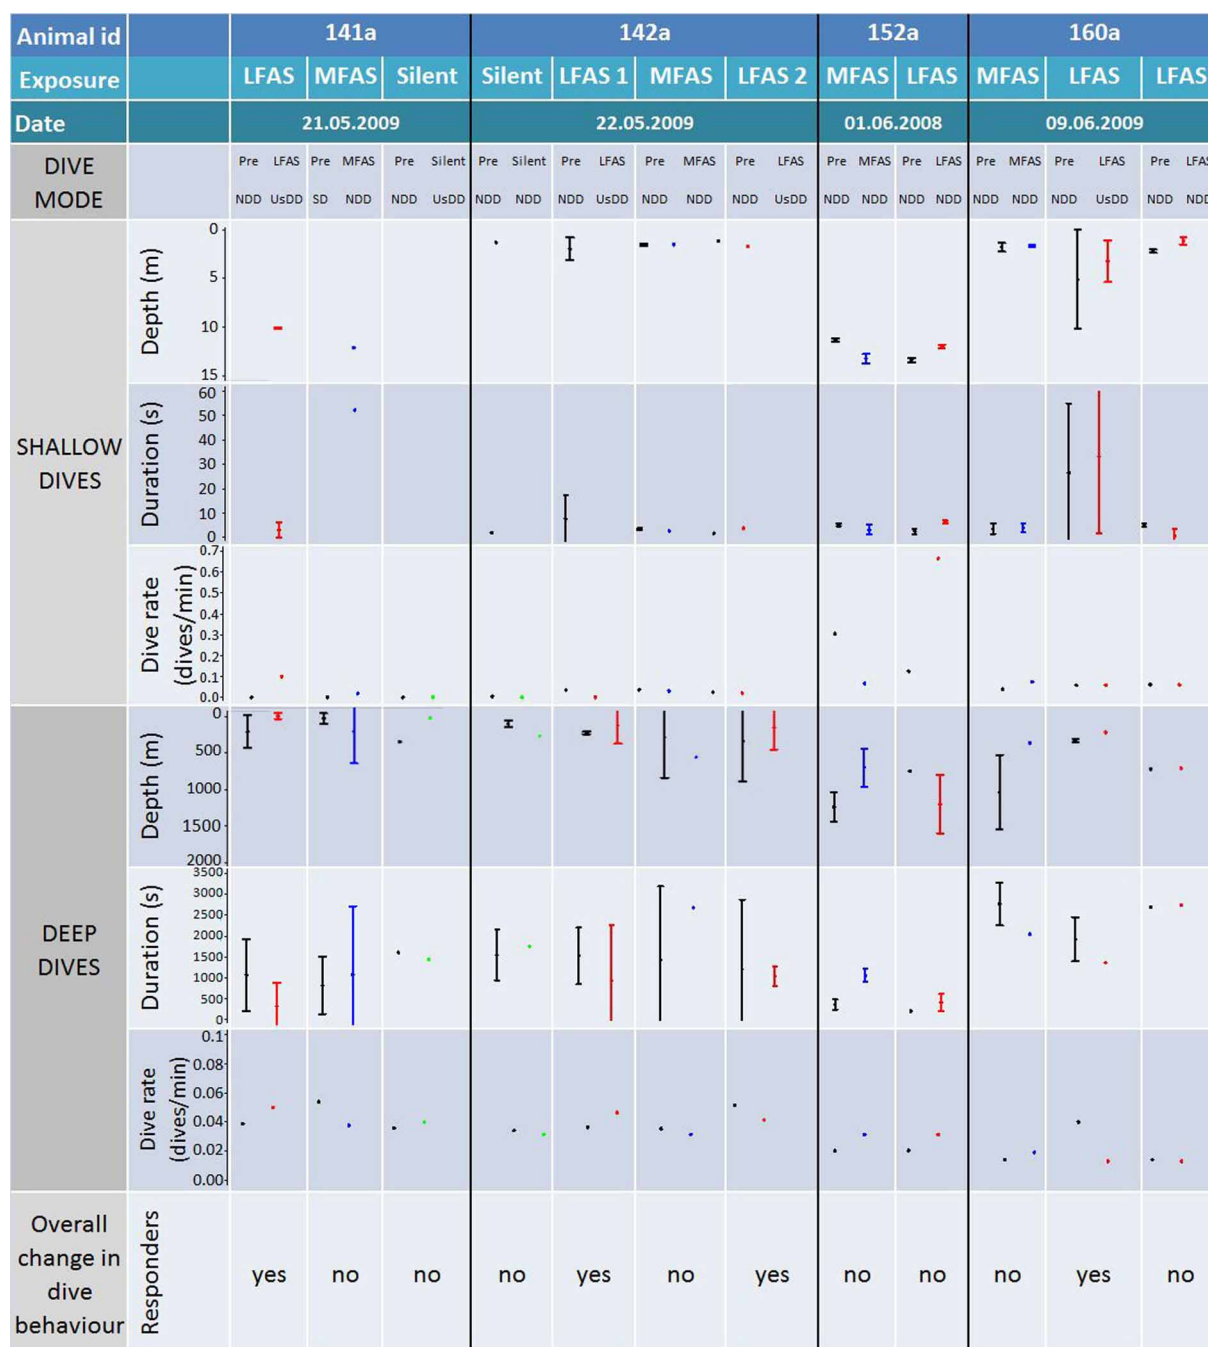 Animal id 141a 142a 152a 160a
Exposure LFAS MFAS Silent Silent LFAS 1 MFAS LFAS 2 MFAS LFAS MFAS LFAS LFAS
Date 21.05.2009 22.05.2009 01.06.2008 09.06.2009
DIVE MODE
Pre LFAS Pre MFAS Pre Silent Pre Silent Pre LFAS Pre MFAS Pre LFAS Pre MFAS Pre LFAS Pre MFAS Pre LFAS Pre LFAS
NDD UsDD SD NDD NDD UsDD NDD NDD NDD UsDD NDD NDD NDD UsDD NDD NDD NDD NDD NDD NDD NDD UsDD NDD NDD
SHALLOW
DIVES
Depth (m)
0
5
10
15
Duration (s)
60
50
40
30
20
10
0
Dive rate
(dives/min)
0.7
0.6
0.5
0.4
0.3
0.2
0.1
0.0
DEEP
DIVES
Depth (m)
0
500
1000
1500
2000
Duration (s)
3500
3000
2500
2000
1500
1000
500
0
Dive rate
(dives/min)
0.1
0.08
0.06
0.04
0.02
0.00
Overall
change in
dive
behaviour
Responders
yes no no no yes no yes no no no yes no